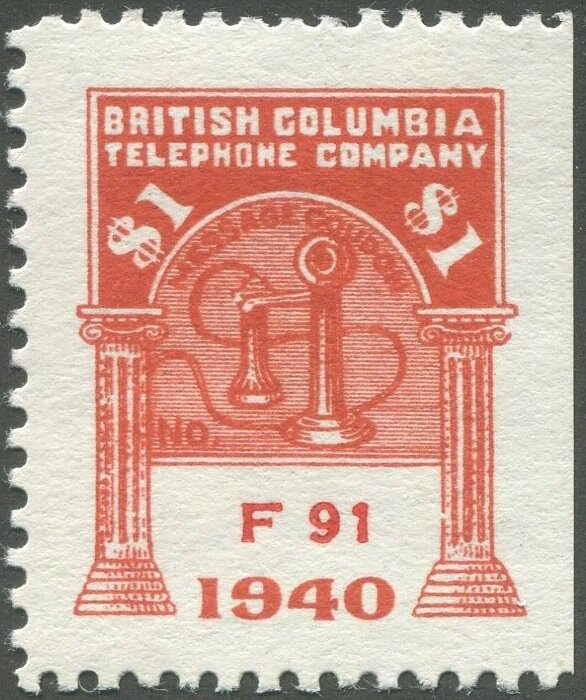 BRITISH COLUMBIA
TELEPHONE COMPANY
$1 $1
MESSAGE COUPON
NO.
F 91
1940